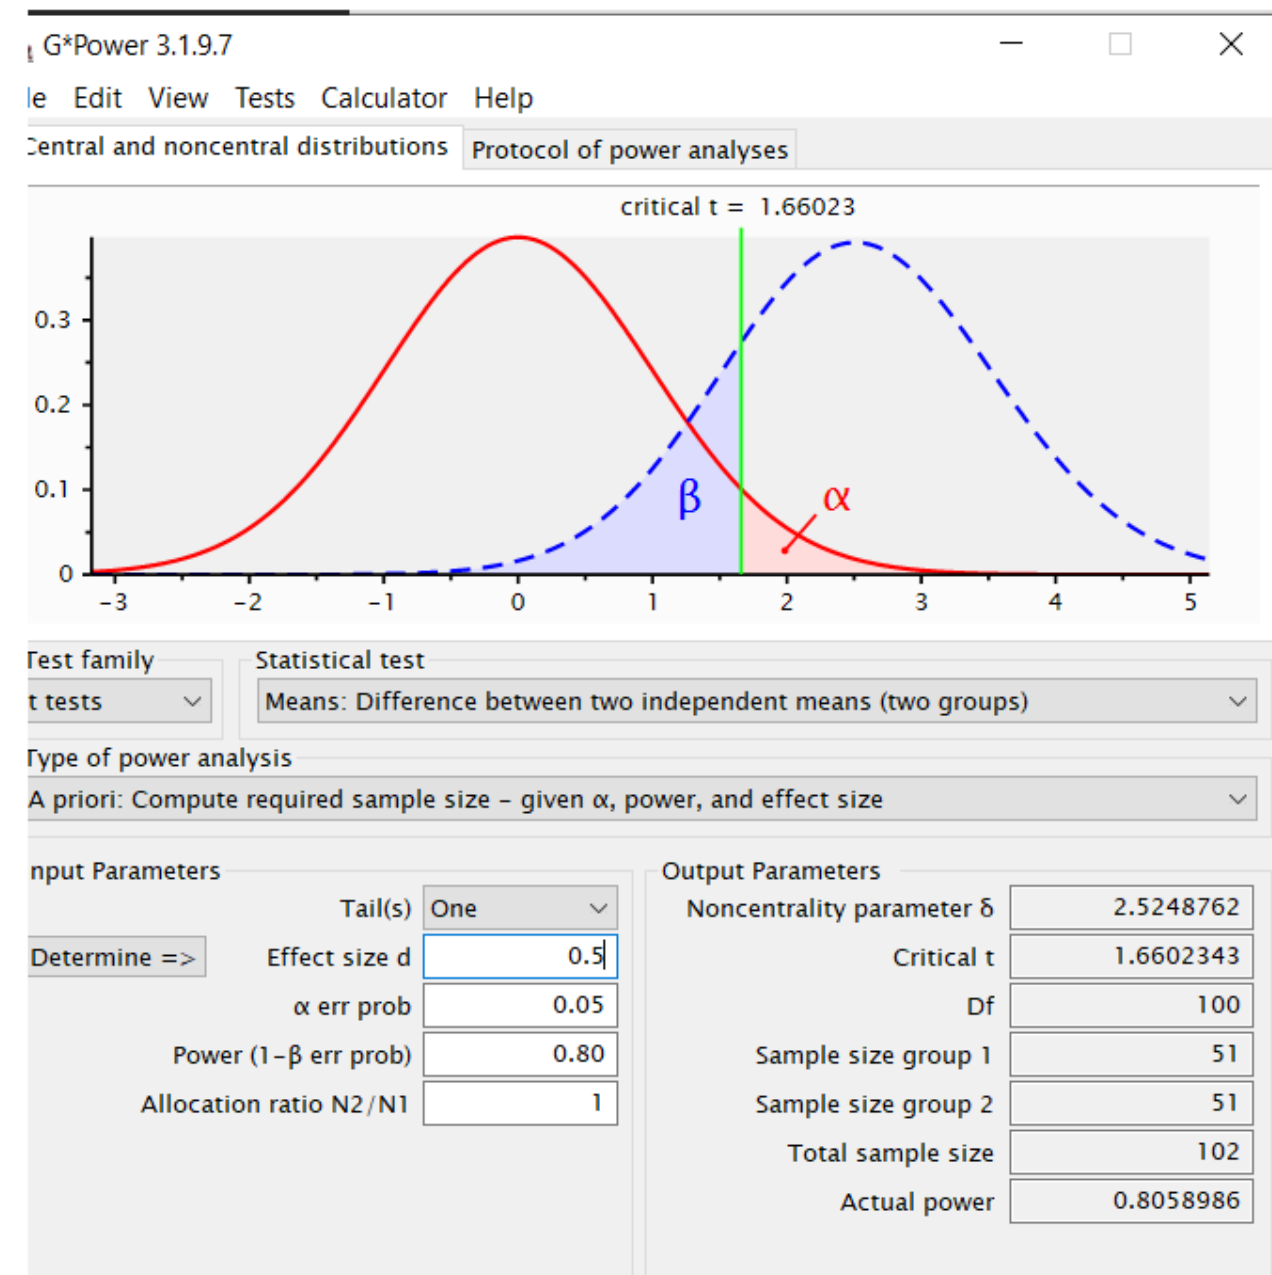 G*Power 3.1.9.7
le Edit View Tests Calculator Help
Central and noncentral distributions Protocol of power analyses
critical t = 1.66023
0.3
0.2
0.1
0
β
α
-3 -2 -1 0 1 2 3 4 5
Test family Statistical test
t tests Means: Difference between two independent means (two groups)
Type of power analysis
A priori: Compute required sample size – given α, power, and effect size
nput Parameters Output Parameters
Tail(s) One Noncentrality parameter δ 2.5248762
Determine => Effect size d 0.5 Critical t 1.6602343
α err prob 0.05 Df 100
Power (1-β err prob) 0.80 Sample size group 1 51
Allocation ratio N2/N1 1 Sample size group 2 51
Total sample size 102
Actual power 0.8058986